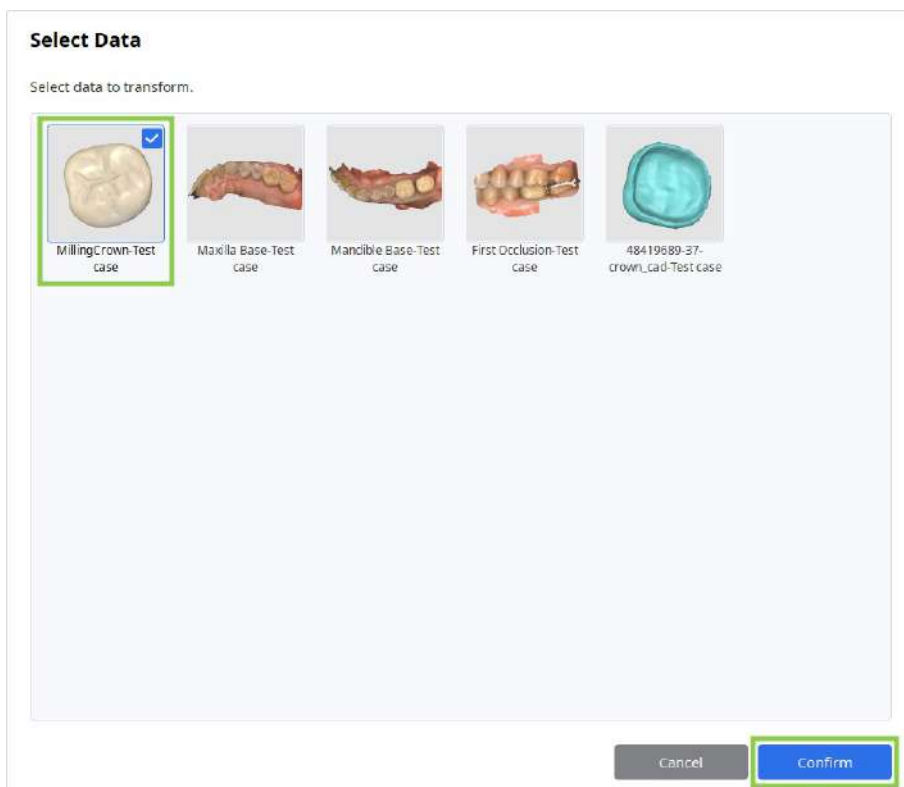 Select Data
Select data to transform.
MillingCrown-Test
case
Maxilla Base-Test
case
Mandible Base-Test
case
First Occlusion-Test
case
48419689-37-
crown_cad-Test case
Cancel
Confirm